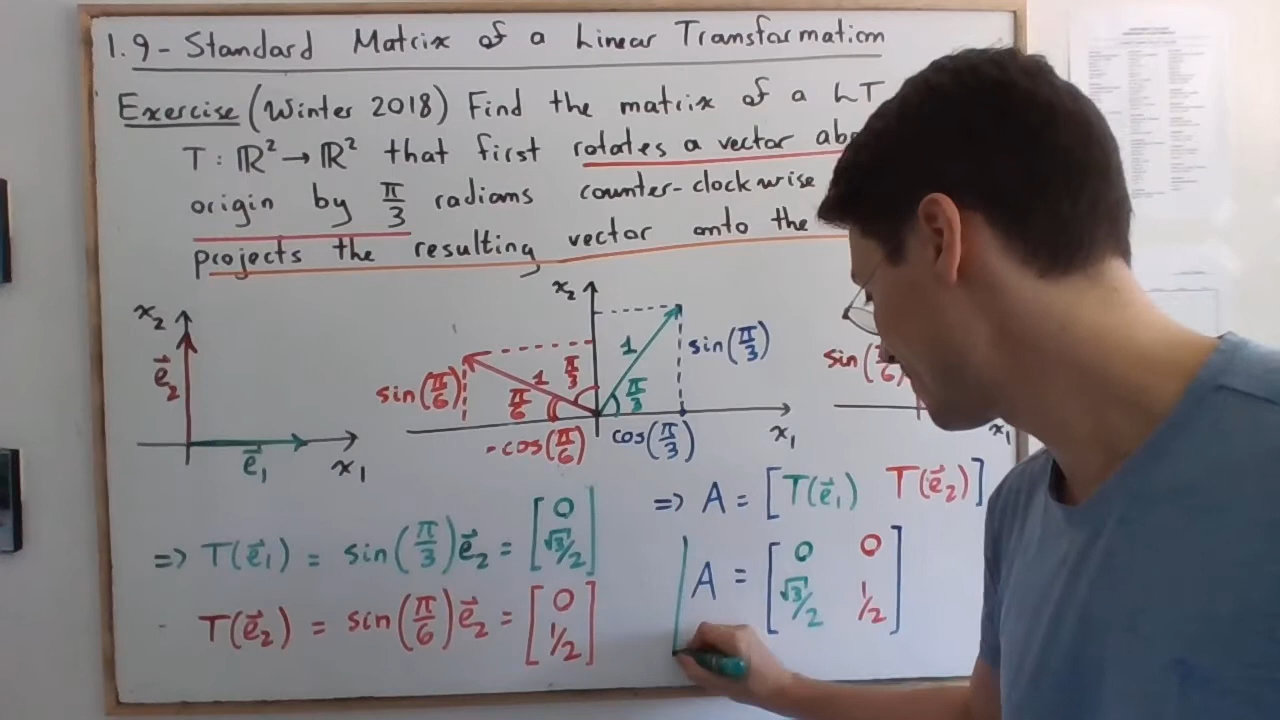 1.9 - Standard Matrix of a Linear Transformation
Exercise (Winter 2018) Find the matrix of a LT
T : ℝ² → ℝ² that first rotates a vector
origin by π/3 radians counter-clockwise
projects the resulting vector onto the
x₂
e⃗₂
e⃗₁
x₁
x₂
sin(π/6)
1
π/6
π/3
-cos(π/6)
1
π/3
sin(π/3)
cos(π/3)
x₁
x₁
⇒ T(e⃗₁) = sin(π/3)e⃗₂ = [0 √3/2]
T(e⃗₂) = sin(π/6)e⃗₂ = [0 1/2]
⇒ A = [T(e⃗₁) T(e⃗₂)]
A = [0 0
√3/2 1/2]